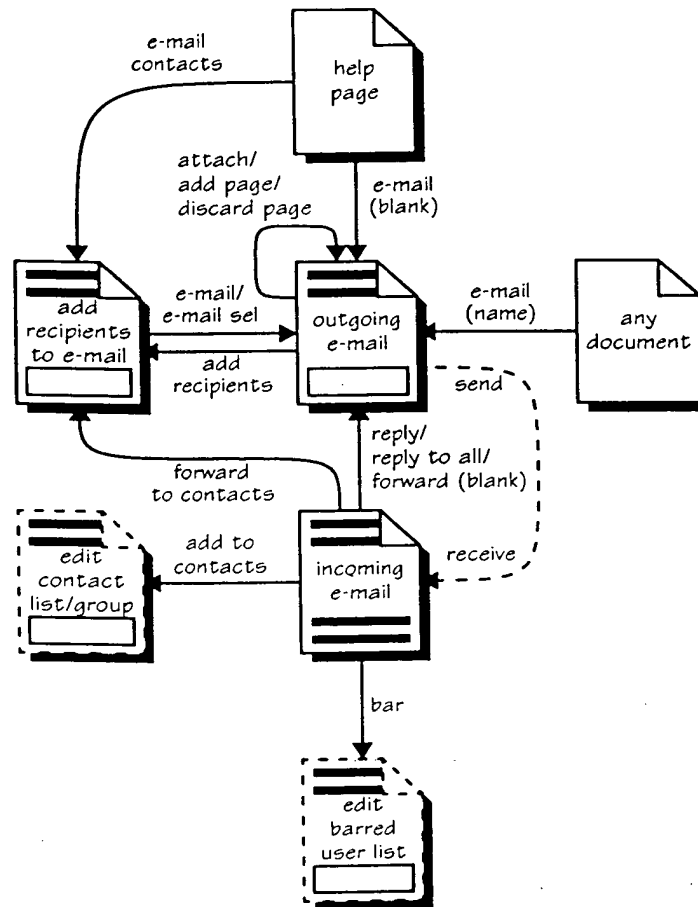 e-mail
contacts
help
page
attach/
add page/
discard page
e-mail
(blank)
add
recipients
to e-mail
e-mail/
e-mail sel
add
recipients
outgoing
e-mail
e-mail
(name)
any
document
send
reply/
reply to all/
forward (blank)
forward
to contacts
receive
edit
contact
list/group
add to
contacts
incoming
e-mail
bar
edit
barred
user list